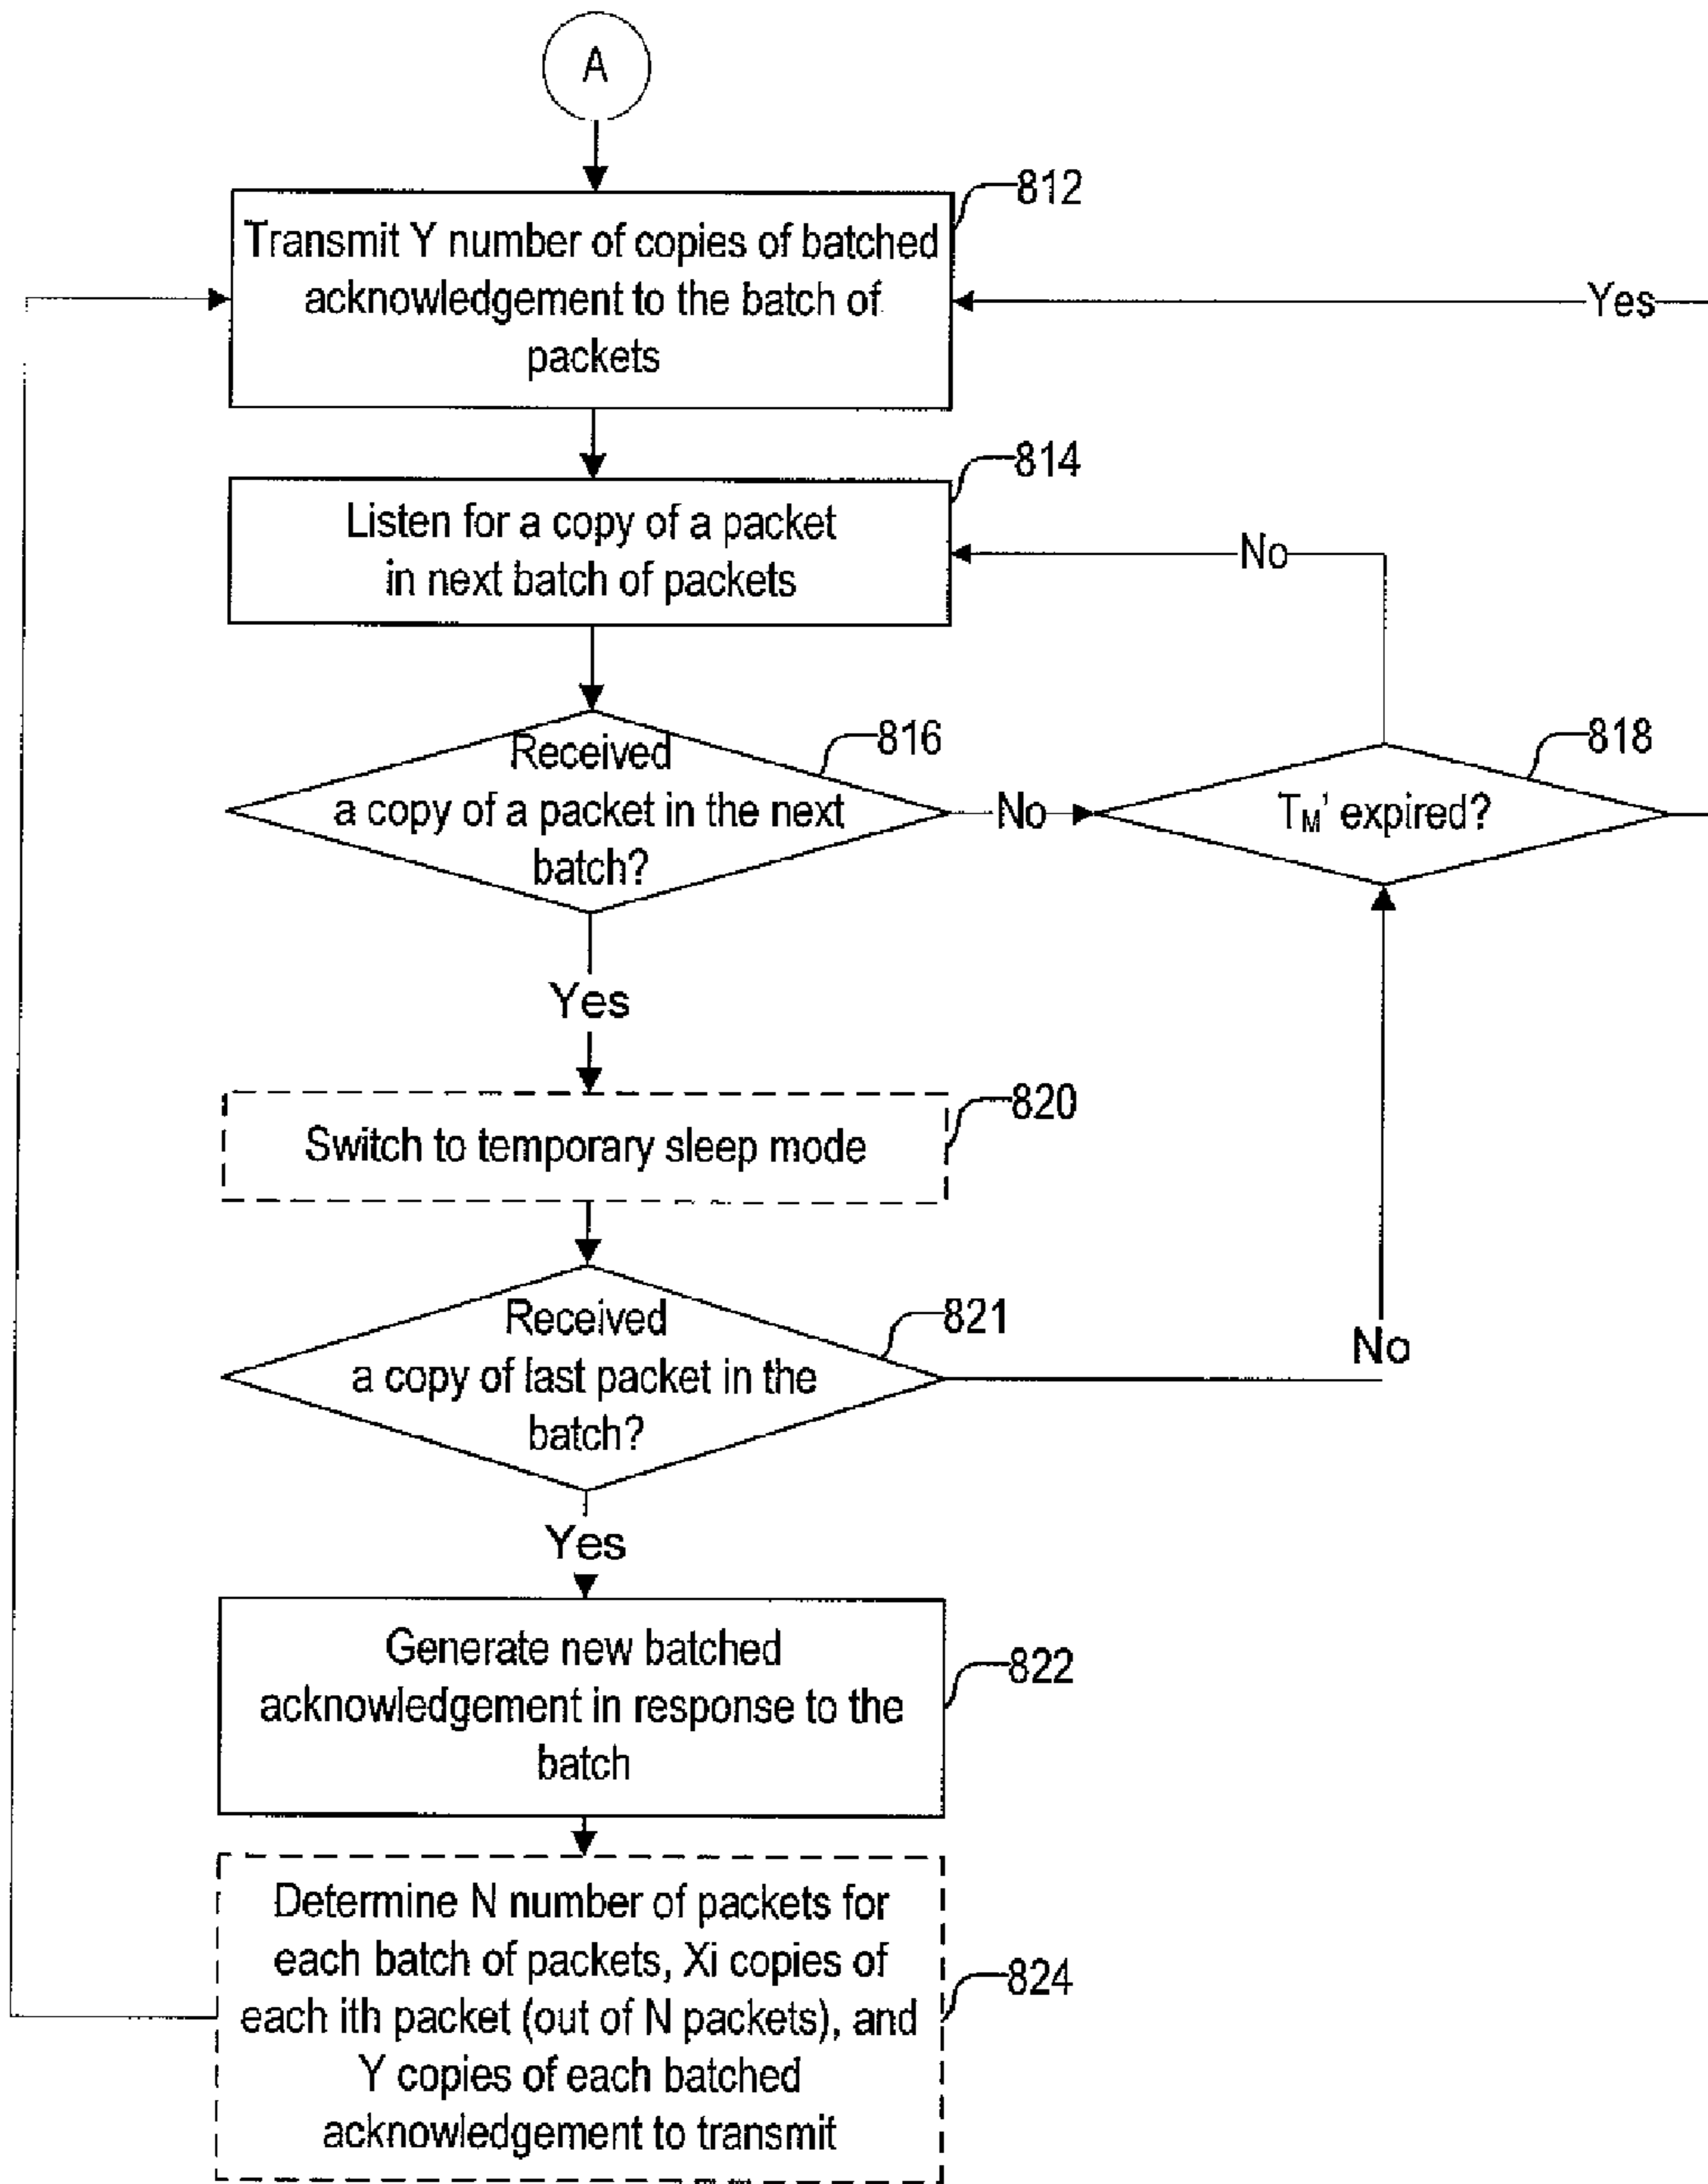 A
812
Transmit Y number of copies of batched
acknowledgement to the batch of
packets
Yes
814
Listen for a copy of a packet
in next batch of packets
No
816
Received
a copy of a packet in the next
batch?
No
818
TM' expired?
Yes
820
Switch to temporary sleep mode
821
Received
a copy of last packet in the
batch?
No
Yes
822
Generate new batched
acknowledgement in response to the
batch
824
Determine N number of packets for
each batch of packets, Xi copies of
each ith packet (out of N packets), and
Y copies of each batched
acknowledgement to transmit